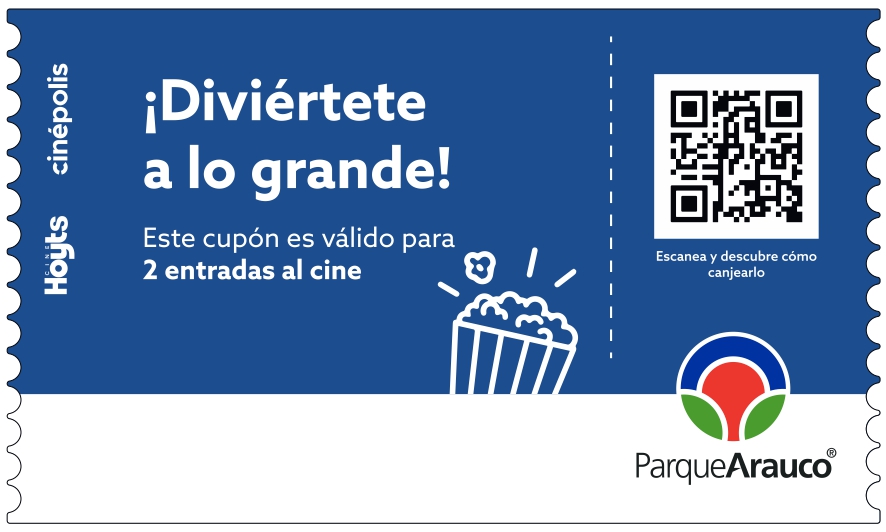 cinépolis
CINE
Hoyts
¡Diviértete
a lo grande!
Este cupón es válido para
2 entradas al cine
Escanea y descubre cómo
canjearlo
ParqueArauco®